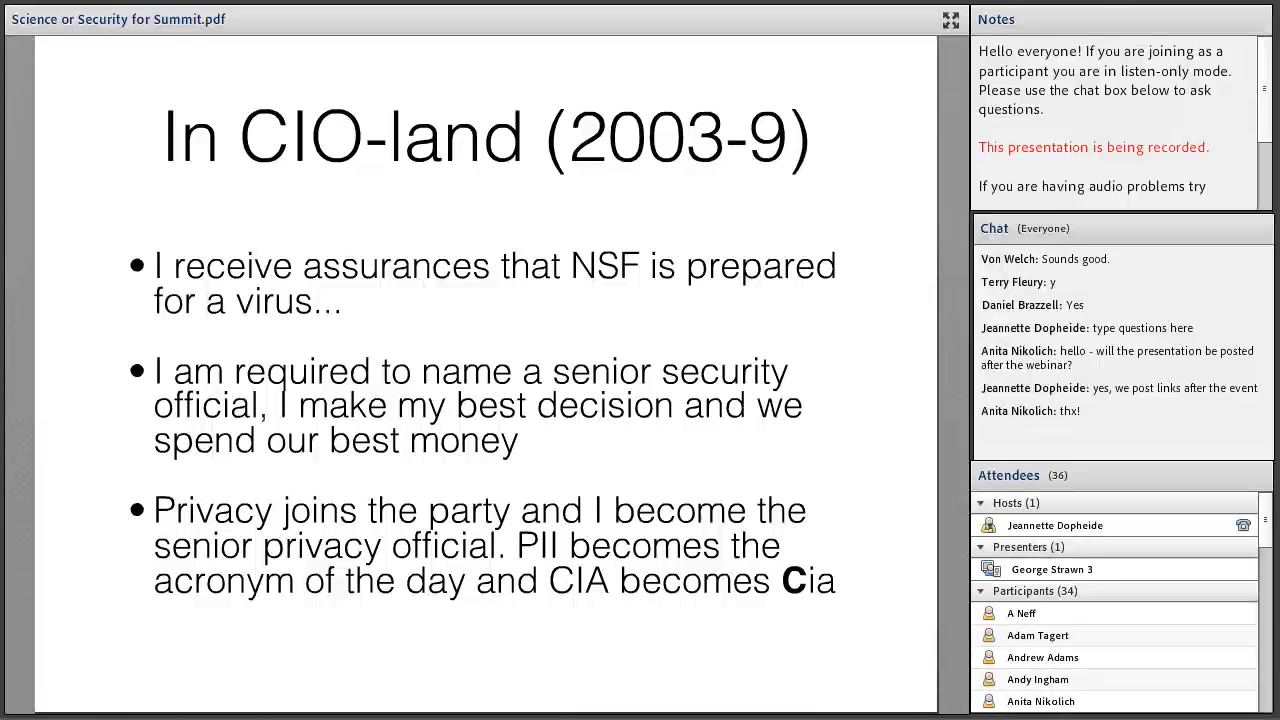 Science or Security for Summit.pdf
In CIO-land (2003-9)
•I receive assurances that NSF is prepared
for a virus...
•I am required to name a senior security
official, I make my best decision and we
spend our best money
•Privacy joins the party and I become the
senior privacy official. PII becomes the
acronym of the day and CIA becomes Cia
Notes
Hello everyone! If you are joining as a
participant you are in listen-only mode.
Please use the chat box below to ask
questions.
This presentation is being recorded.
If you are having audio problems try
Chat (Everyone)
Von Welch: Sounds good.
Terry Fleury: y
Daniel Brazzell: Yes
Jeannette Dopheide: type questions here
Anita Nikolich: hello - will the presentation be posted
after the webinar?
Jeannette Dopheide: yes, we post links after the event
Anita Nikolich: thx!
Attendees (36)
Hosts (1)
Jeannette Dopheide
Presenters (1)
George Strawn 3
Participants (34)
A Neff
Adam Tagert
Andrew Adams
Andy Ingham
Anita Nikolich